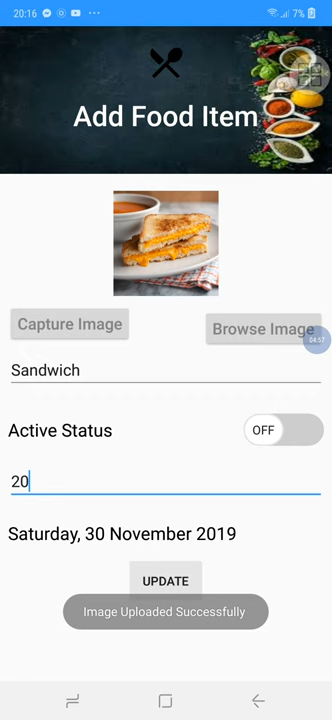 20:16 7%
Add Food Item
Capture Image
Browse Image
04:57
Sandwich
Active Status
OFF
20
Saturday, 30 November 2019
UPDATE
Image Uploaded Successfully